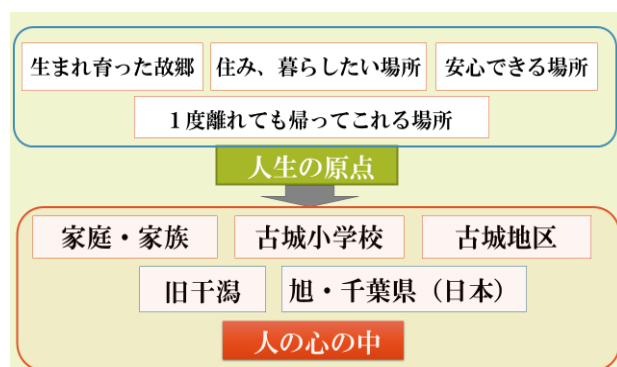 生まれ育った故郷 住み、暮らしたい場所 安心できる場所
１度離れても帰ってこれる場所
人生の原点
家庭・家族 古城小学校 古城地区
旧干潟 旭・千葉県（日本）
人の心の中